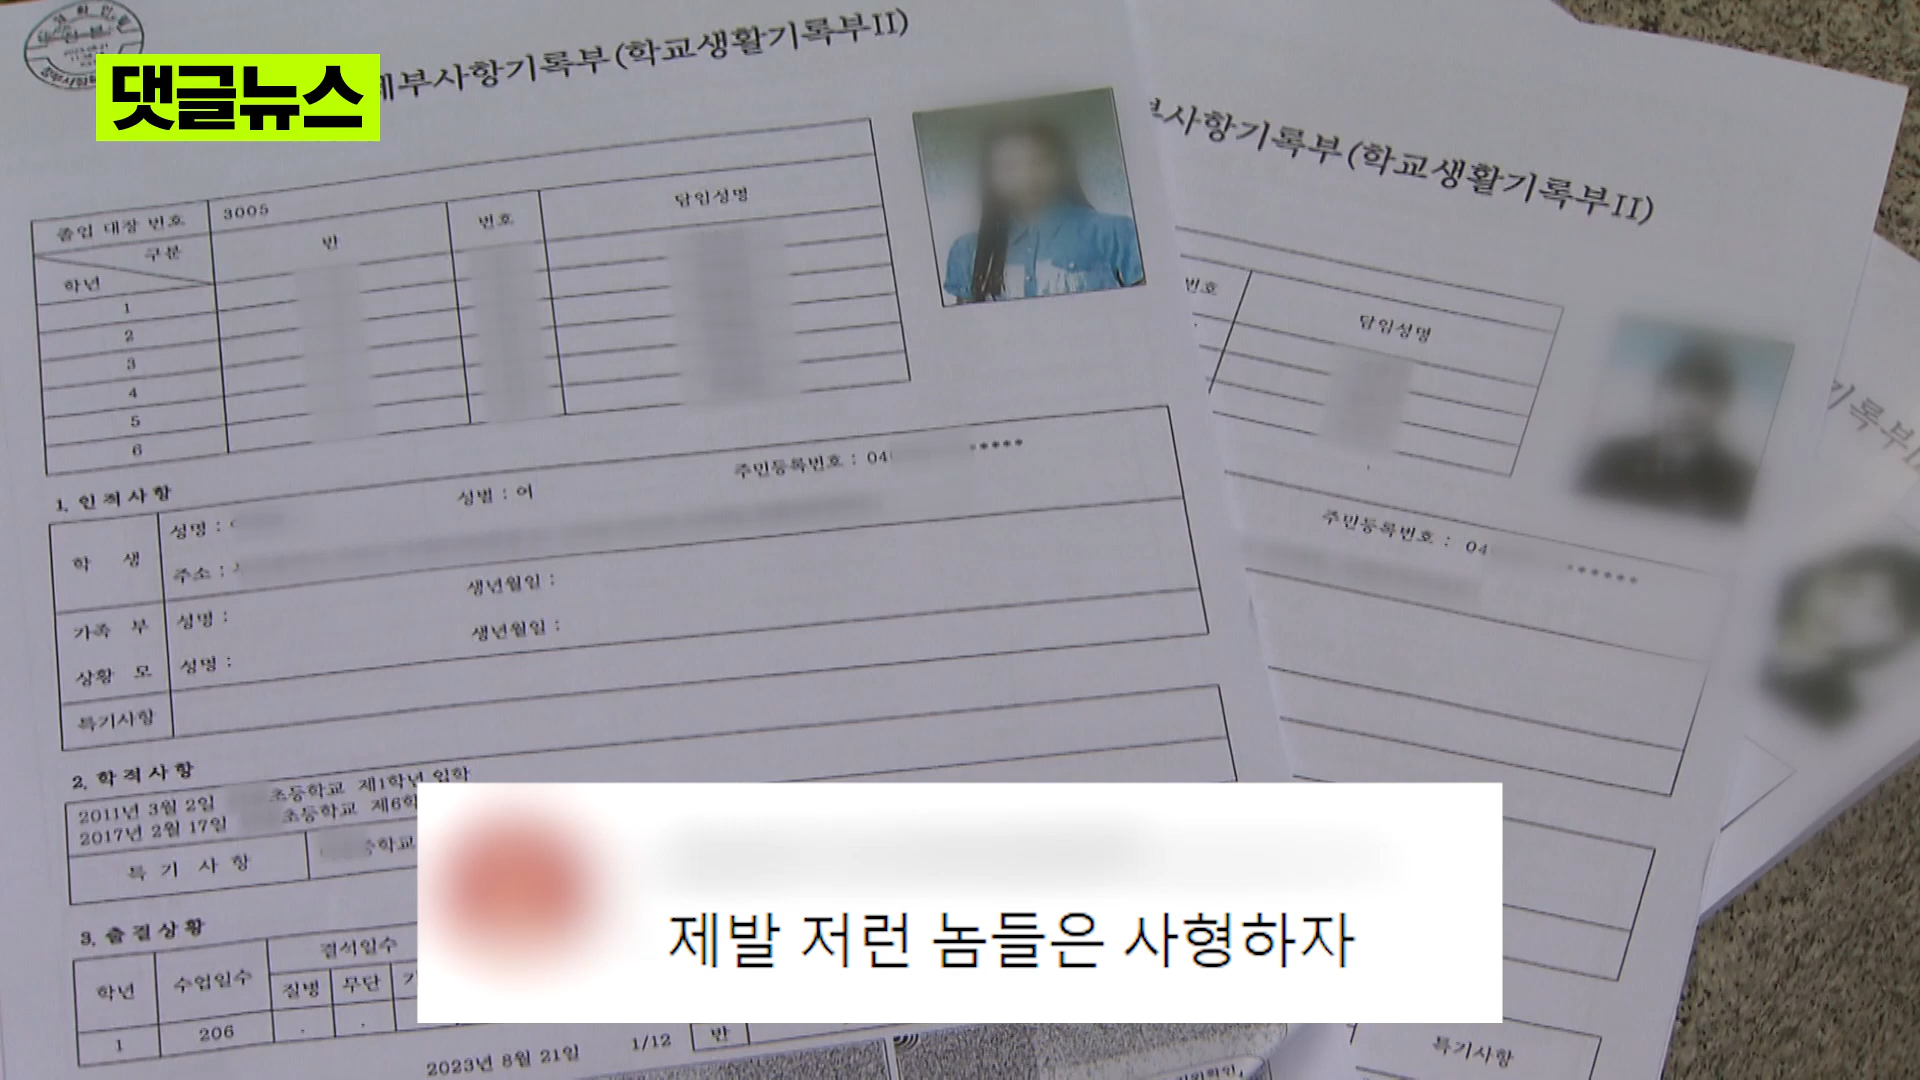 댓글뉴스
세부사항기록부(학교생활기록부II)
졸업 대장 번호 3005
구분 반 번호 담임성명
학년
1
2
3
4
5
6
1. 인적사항
학 생 성명 : 성별 : 여 주민등록번호 : 04 *****
주소 :
가족 부 성명 : 생년월일 :
상황 모 성명 : 생년월일 :
특기사항
2. 학적사항
2011년 3월 2일 초등학교 제1학년 입학
2017년 2월 17일 초등학교 제6학
특 기 사 항 학교
3. 출결상황
학년 수업일수 결석일수
질병 무단 기
1 206 . .
2023년 8월 21일 1/12 반
부사항기록부(학교생활기록부II)
번호 담임성명
주민등록번호 : 04 ******
특기사항
기록부II
제발 저런 놈들은 사형하자